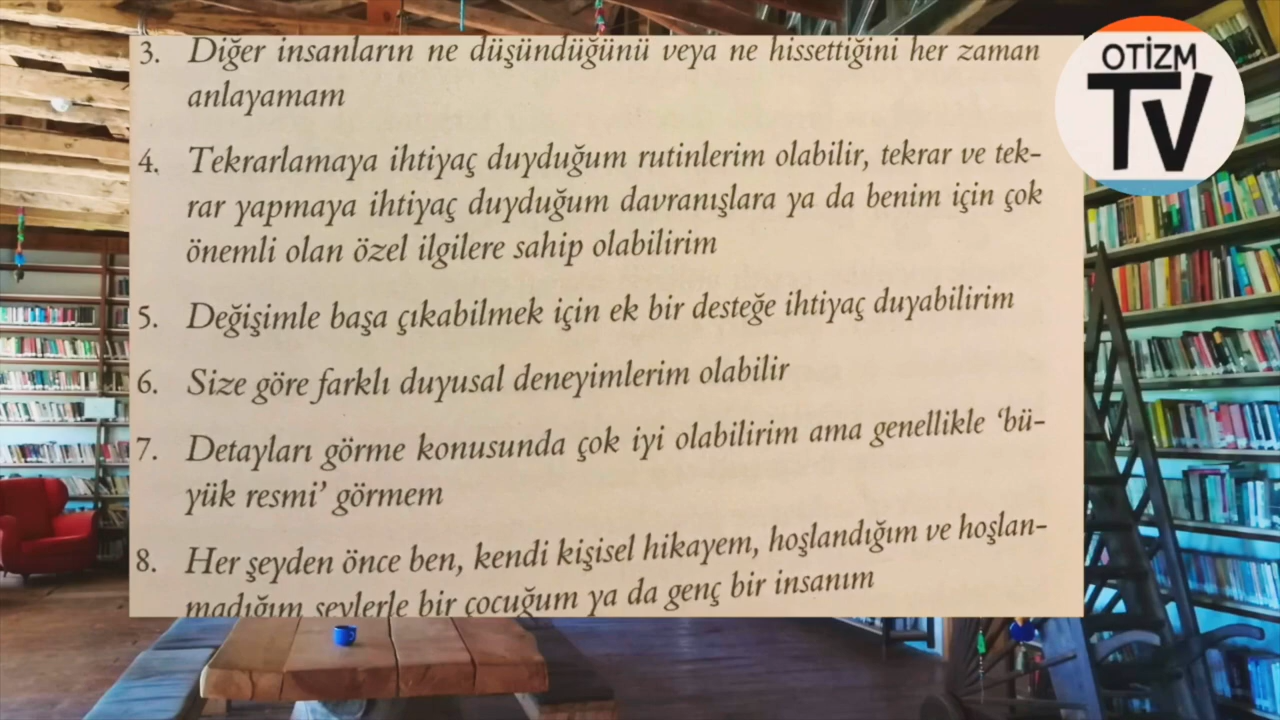 3. Diğer insanların ne düşündüğünü veya ne hissettiğini her zaman
anlayamam
4. Tekrarlamaya ihtiyaç duyduğum rutinlerim olabilir, tekrar ve tek-
rar yapmaya ihtiyaç duyduğum davranışlara ya da benim için çok
önemli olan özel ilgilere sahip olabilirim
5. Değişimle başa çıkabilmek için ek bir desteğe ihtiyaç duyabilirim
6. Size göre farklı duyusal deneyimlerim olabilir
7. Detayları görme konusunda çok iyi olabilirim ama genellikle ‘bü-
yük resmi’ görmem
8. Her şeyden önce ben, kendi kişisel hikayem, hoşlandığım ve hoşlan-
madığım şeylerle bir çocuğum ya da genç bir insanım
OTİZM
TV